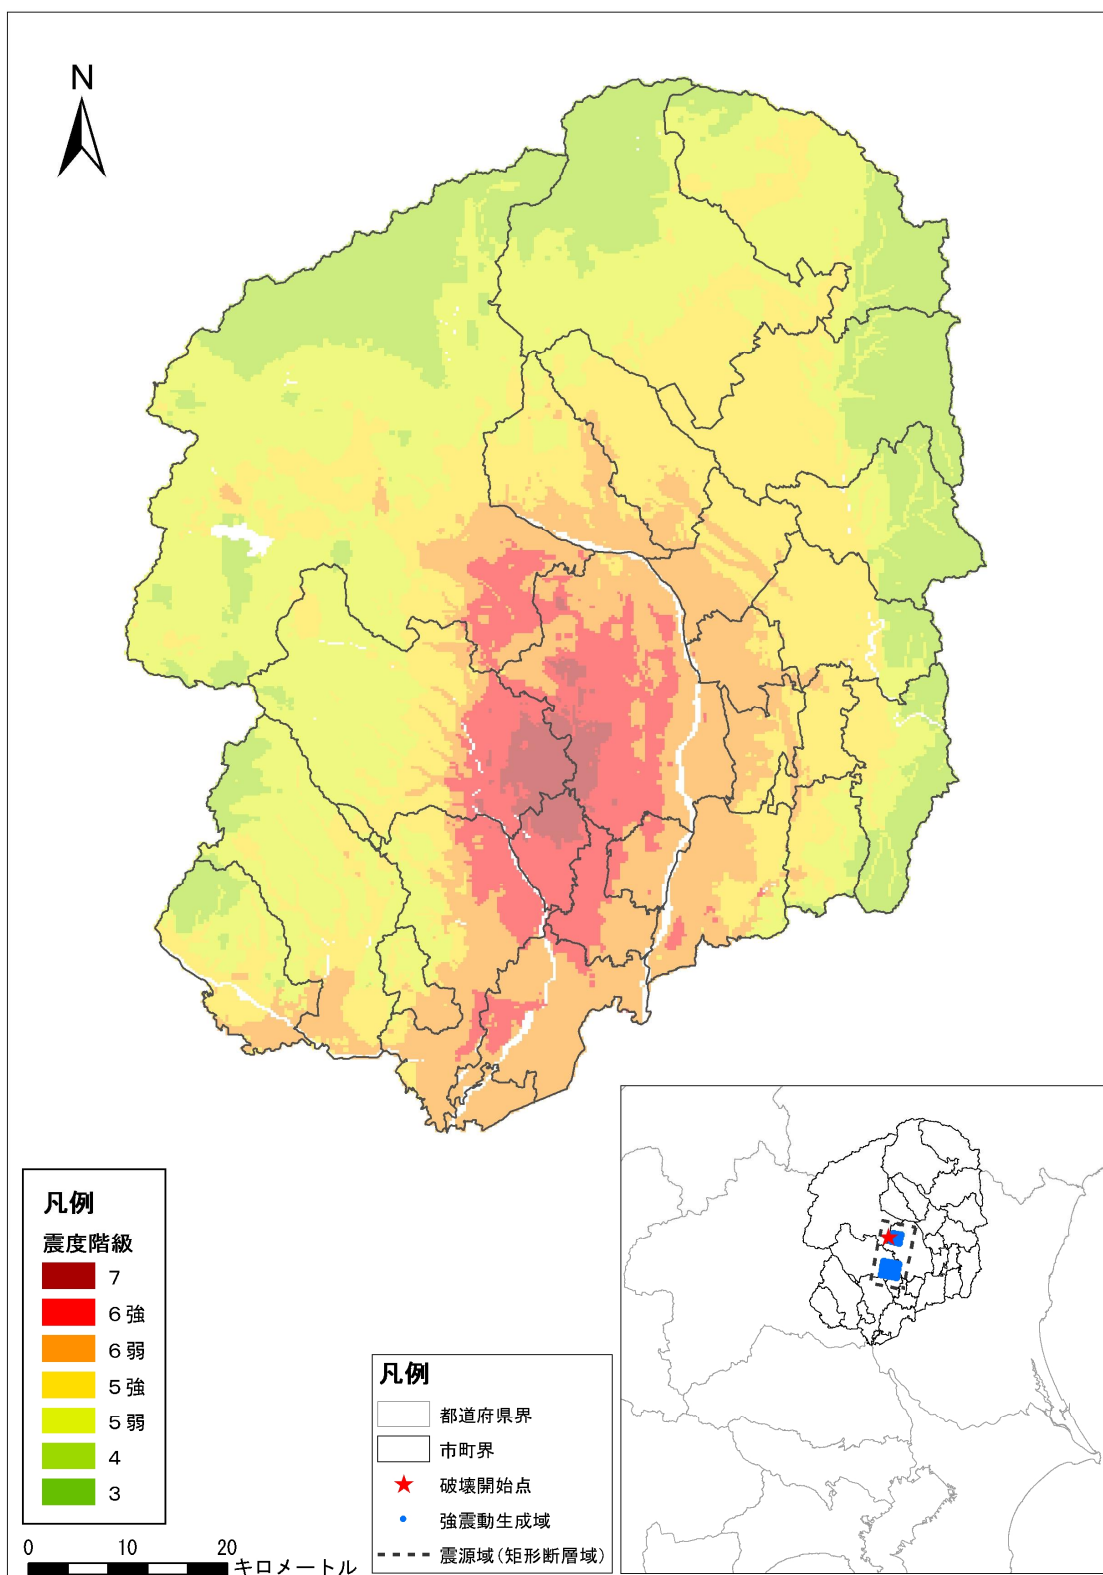 N
凡例
震度階級
7
6強
6弱
5強
5弱
4
3
0 10 20
キロメートル
凡例
都道府県界
市町界
破壊開始点
強震動生成域
震源域(矩形断層域)